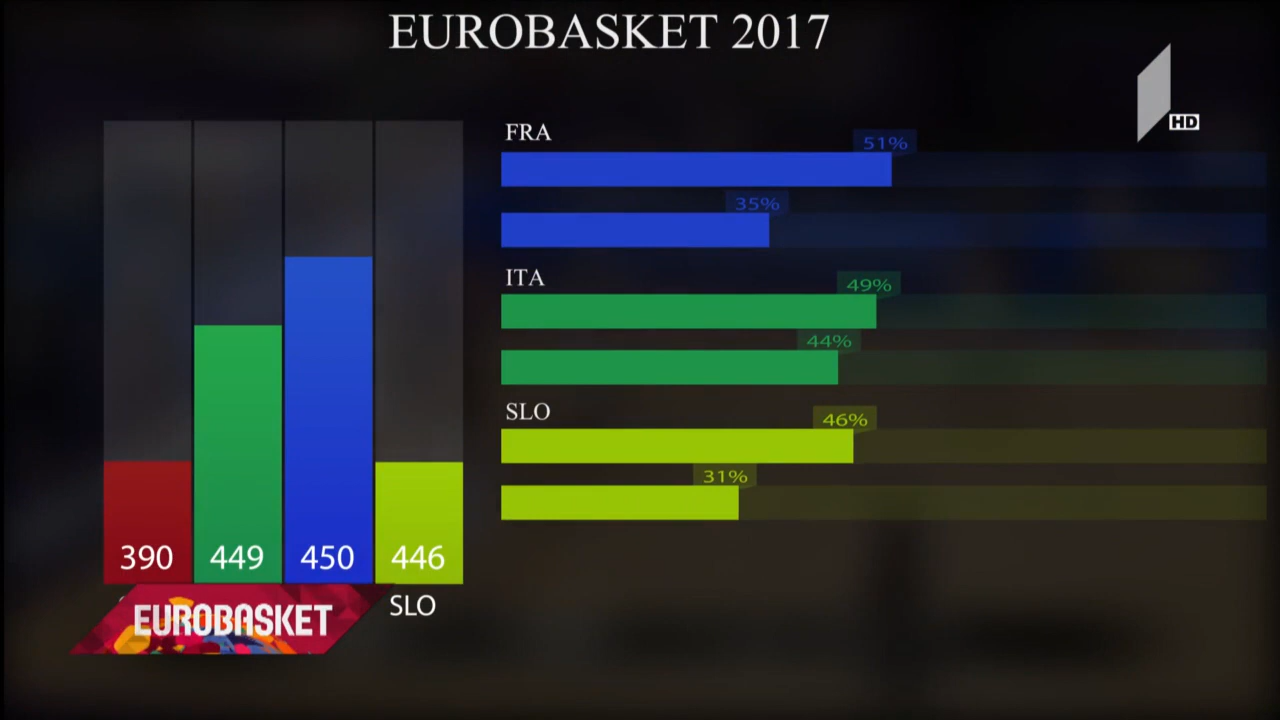 EUROBASKET 2017
HD
FRA
51%
35%
ITA
49%
44%
SLO
46%
31%
390 449 450 446
SLO
EUROBASKET